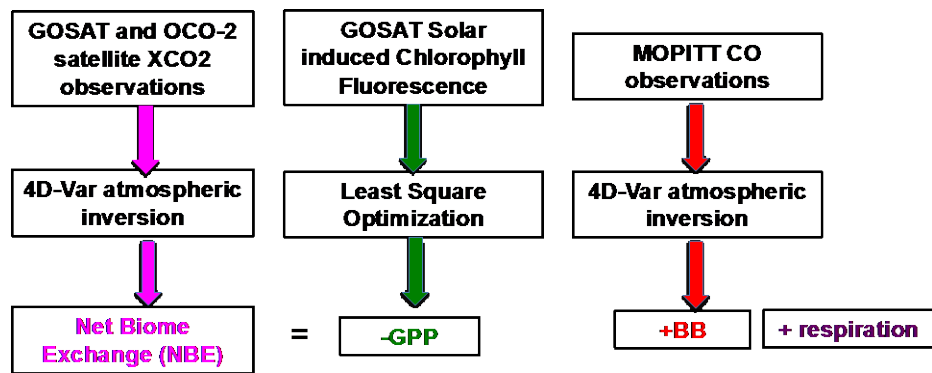 GOSAT and OCO-2
satellite XCO2
observations
GOSAT Solar
induced Chlorophyll
Fluorescence
MOPITT CO
observations
4D-Var atmospheric
inversion
Least Square
Optimization
4D-Var atmospheric
inversion
Net Biome
Exchange (NBE)
=
-GPP
+BB
+ respiration